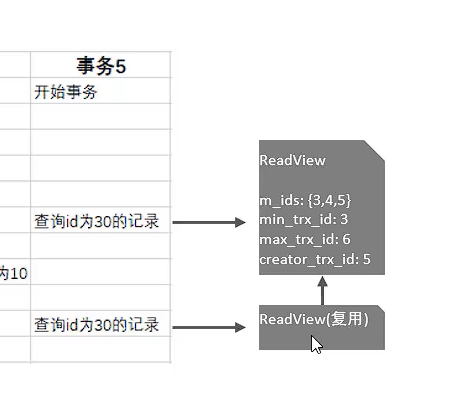 事务5
开始事务
查询id为30的记录
为10
查询id为30的记录
ReadView
m_ids: {3,4,5}
min_trx_id: 3
max_trx_id: 6
creator_trx_id: 5
ReadView(复用)